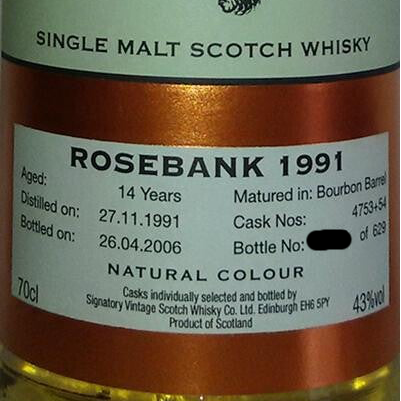 SINGLE MALT SCOTCH WHISKY
ROSEBANK 1991
Aged: 14 Years
Distilled on: 27.11.1991
Bottled on: 26.04.2006
Matured in: Bourbon Barrel
Cask Nos: 4753+54
Bottle No: of 629
NATURAL COLOUR
70cl
Casks individually selected and bottled by
Signatory Vintage Scotch Whisky Co. Ltd. Edinburgh EH6 5PY
Product of Scotland
43%vol